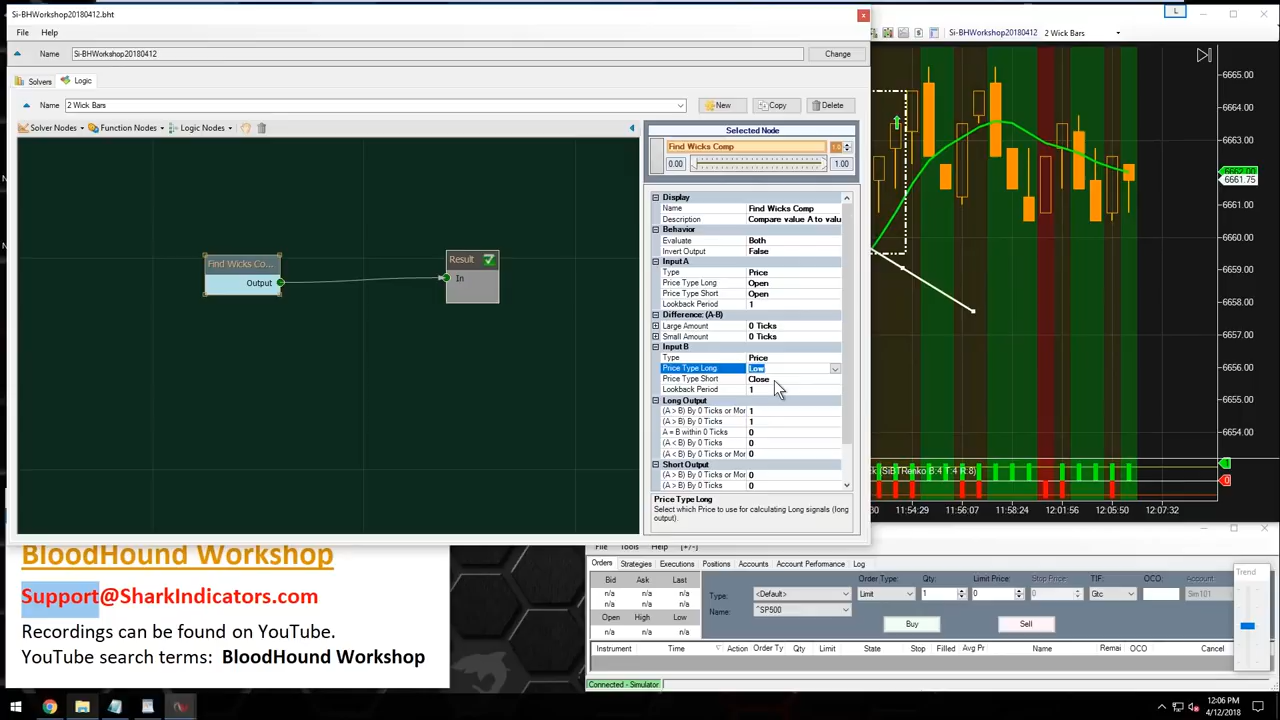 Si-BHWorkshop20180412.bht
File Help
Name Si-BHWorkshop20180412 Change
Solvers Logic
Name 2 Wick Bars New Copy Delete
Solver Nodes Function Nodes Logic Nodes
Find Wicks Co...
Output
Result
In
Selected Node
Find Wicks Comp 1.0
0.00 1.00
Display
Name Find Wicks Comp
Description Compare value A to valu
Behavior
Evaluate Both
Invert Output False
Input A
Type Price
Price Type Long Open
Price Type Short Open
Lookback Period 1
Difference: (A-B)
Large Amount 0 Ticks
Small Amount 0 Ticks
Input B
Type Price
Price Type Long Low
Price Type Short Close
Lookback Period 1
Long Output
(A > B) By 0 Ticks or Mor 1
(A > B) By 0 Ticks 1
A = B within 0 Ticks 0
(A < B) By 0 Ticks 0
(A < B) By 0 Ticks or Mor 0
Short Output
(A > B) By 0 Ticks or Mor 0
(A > B) By 0 Ticks 0
Price Type Long
Select which Price to use for calculating Long signals (long
output).
L
Si-BHWorkshop20180412 2 Wick Bars
6665.00
6664.00
6663.00
6662.00
6661.75
6660.00
6659.00
6658.00
6657.00
6656.00
6655.00
6654.00
(SiBTRenko B:4 T:4 R:8)
1
0
11:54:29 11:56:07 11:58:24 12:01:56 12:05:50 12:07:32
BloodHound Workshop
Support@SharkIndicators.com
Recordings can be found on YouTube.
YouTube search terms: BloodHound Workshop
File Tools Help [+/-]
Orders Strategies Executions Positions Accounts Account Performance Log
Bid Ask Last
n/a n/a n/a
Open High Low
n/a n/a n/a
Order Type: Qty: Limit Price: Stop Price: TIF: OCO: Account:
Type: <Default> Limit 1 0 0 Gtc Sim101
Name: ^SP500
Buy Sell
Instrument Time Action Order Ty Qty Limit State Stop Filled Avg Pr Name Remai OCO Cancel
Connected - Simulator
Trend
12:06 PM
4/12/2018